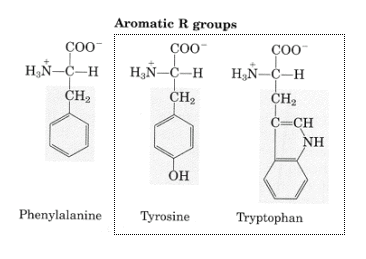 Aromatic R groups
COO⁻ COO⁻ COO⁻
H₃N⁺—C—H H₃N⁺—C—H H₃N⁺—C—H
CH₂ CH₂ CH₂
C=CH
NH
OH
Phenylalanine Tyrosine Tryptophan